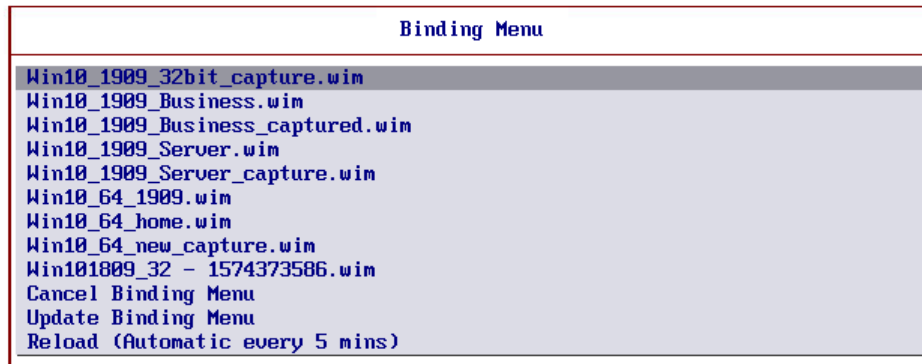 Binding Menu
Win10_1909_32bit_capture.wim
Win10_1909_Business.wim
Win10_1909_Business_captured.wim
Win10_1909_Server.wim
Win10_1909_Server_capture.wim
Win10_64_1909.wim
Win10_64_home.wim
Win10_64_new_capture.wim
Win101809_32 - 1574373586.wim
Cancel Binding Menu
Update Binding Menu
Reload (Automatic every 5 mins)